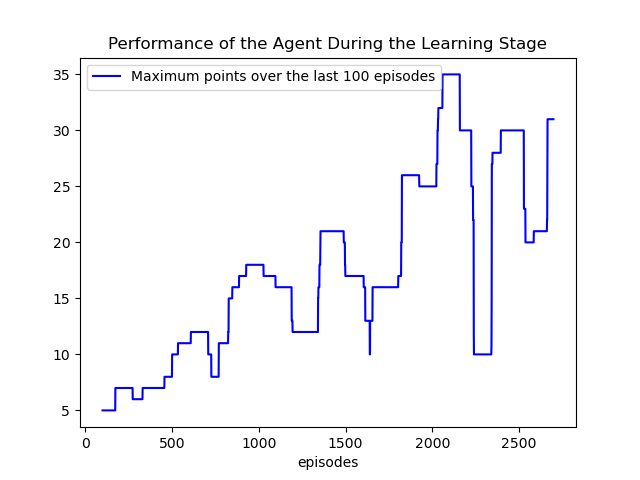 Performance of the Agent During the Learning Stage
Maximum points over the last 100 episodes
35
30
25
20
15
10
5
0 500 1000 1500 2000 2500
episodes